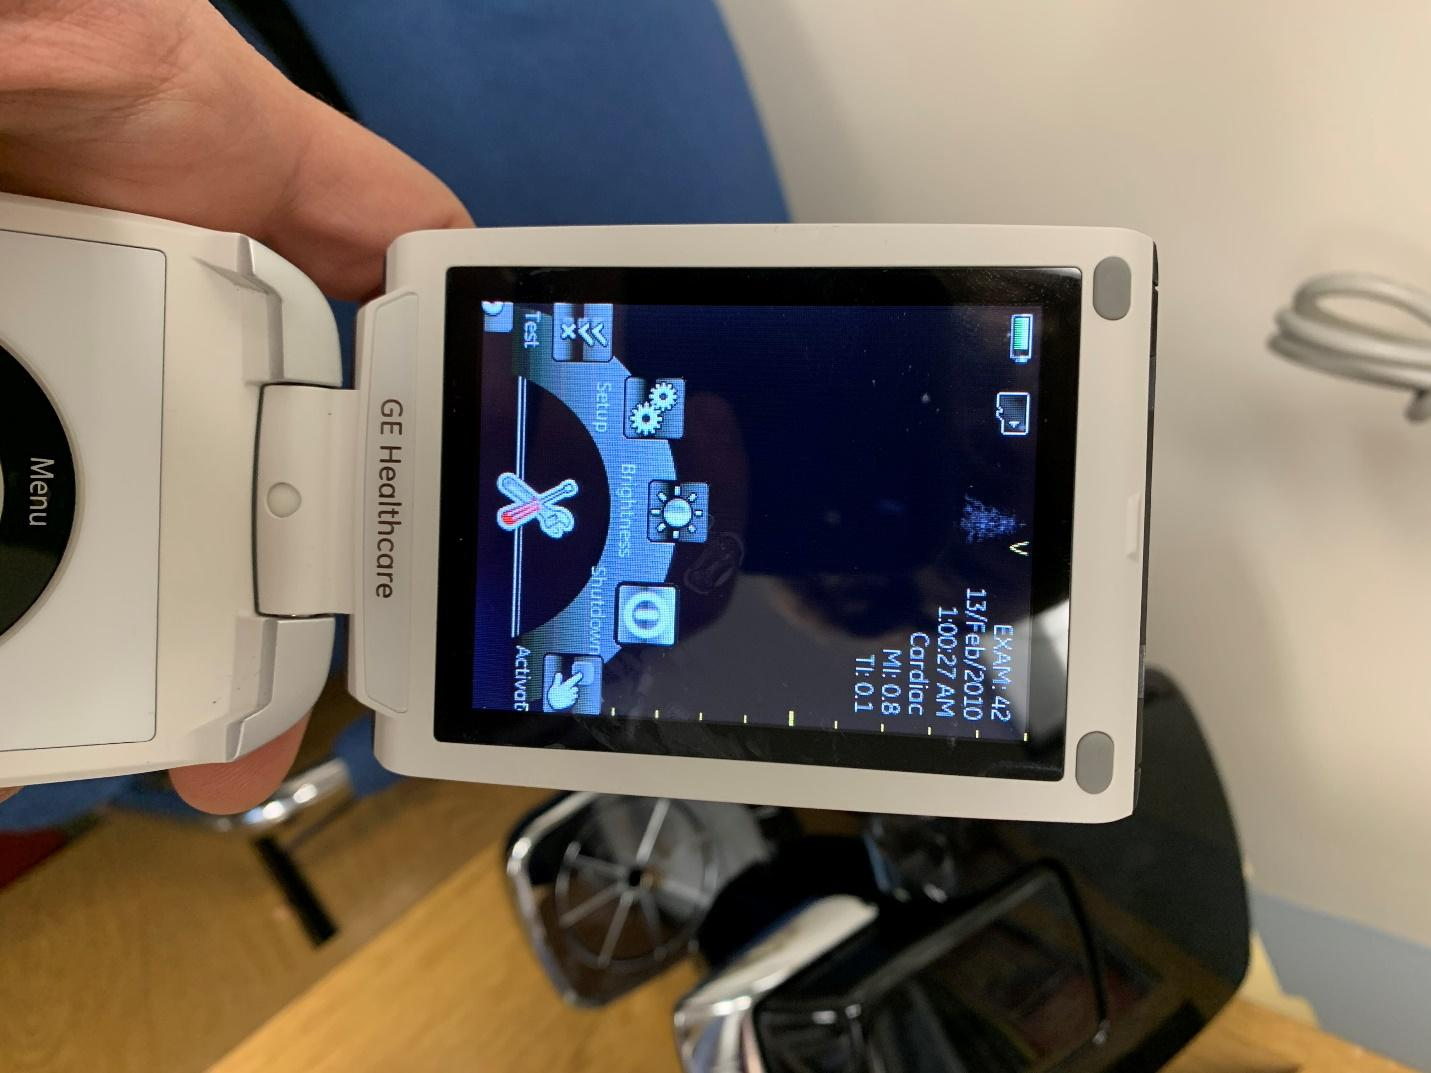 EXAM: 42
13/Feb/2010
1:00:27 AM
Cardiac
MI: 0.8
TI: 0.1
V
Test
Setup
Brightness
Shutdown
Activat
GE Healthcare
Menu